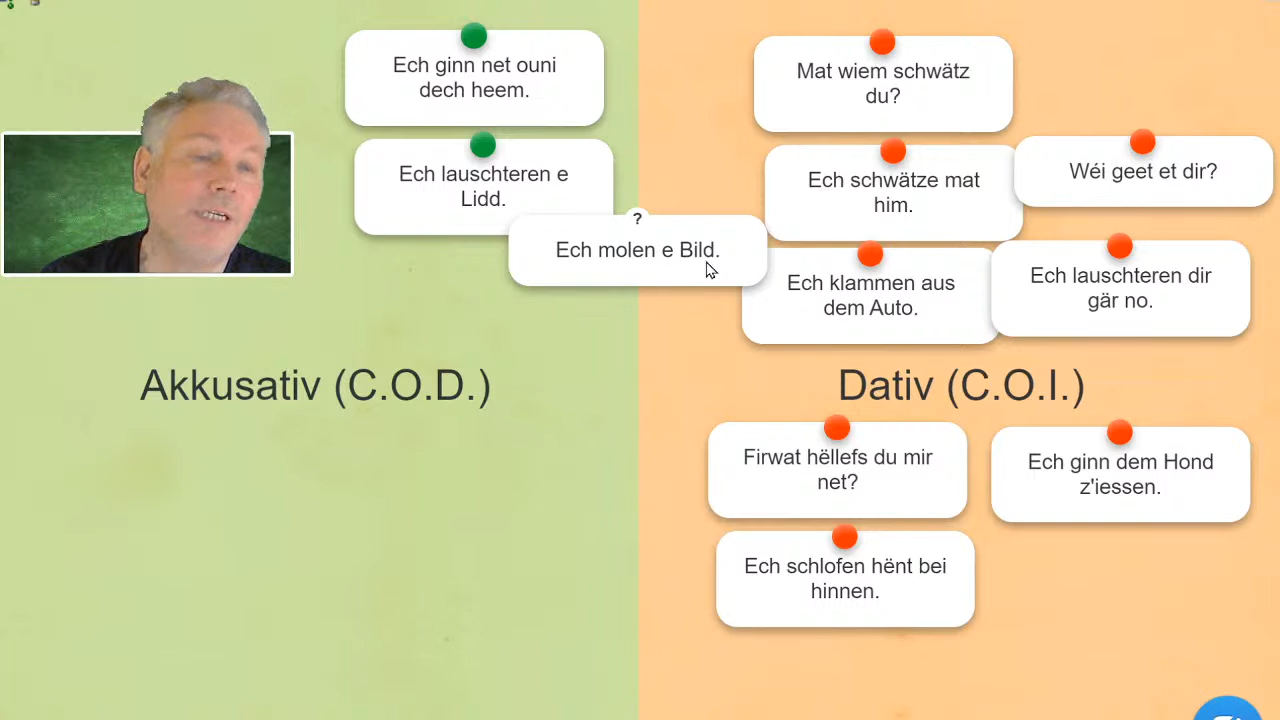 Ech ginn net ouni
dech heem.
Ech lauschteren e
Lidd.
?
Ech molen e Bild.
Akkusativ (C.O.D.)
Mat wiem schwätz
du?
Ech schwätze mat
him.
Wéi geet et dir?
Ech klammen aus
dem Auto.
Ech lauschteren dir
gär no.
Dativ (C.O.I.)
Firwat hëllefs du mir
net?
Ech ginn dem Hond
z'iessen.
Ech schlofen hënt bei
hinnen.